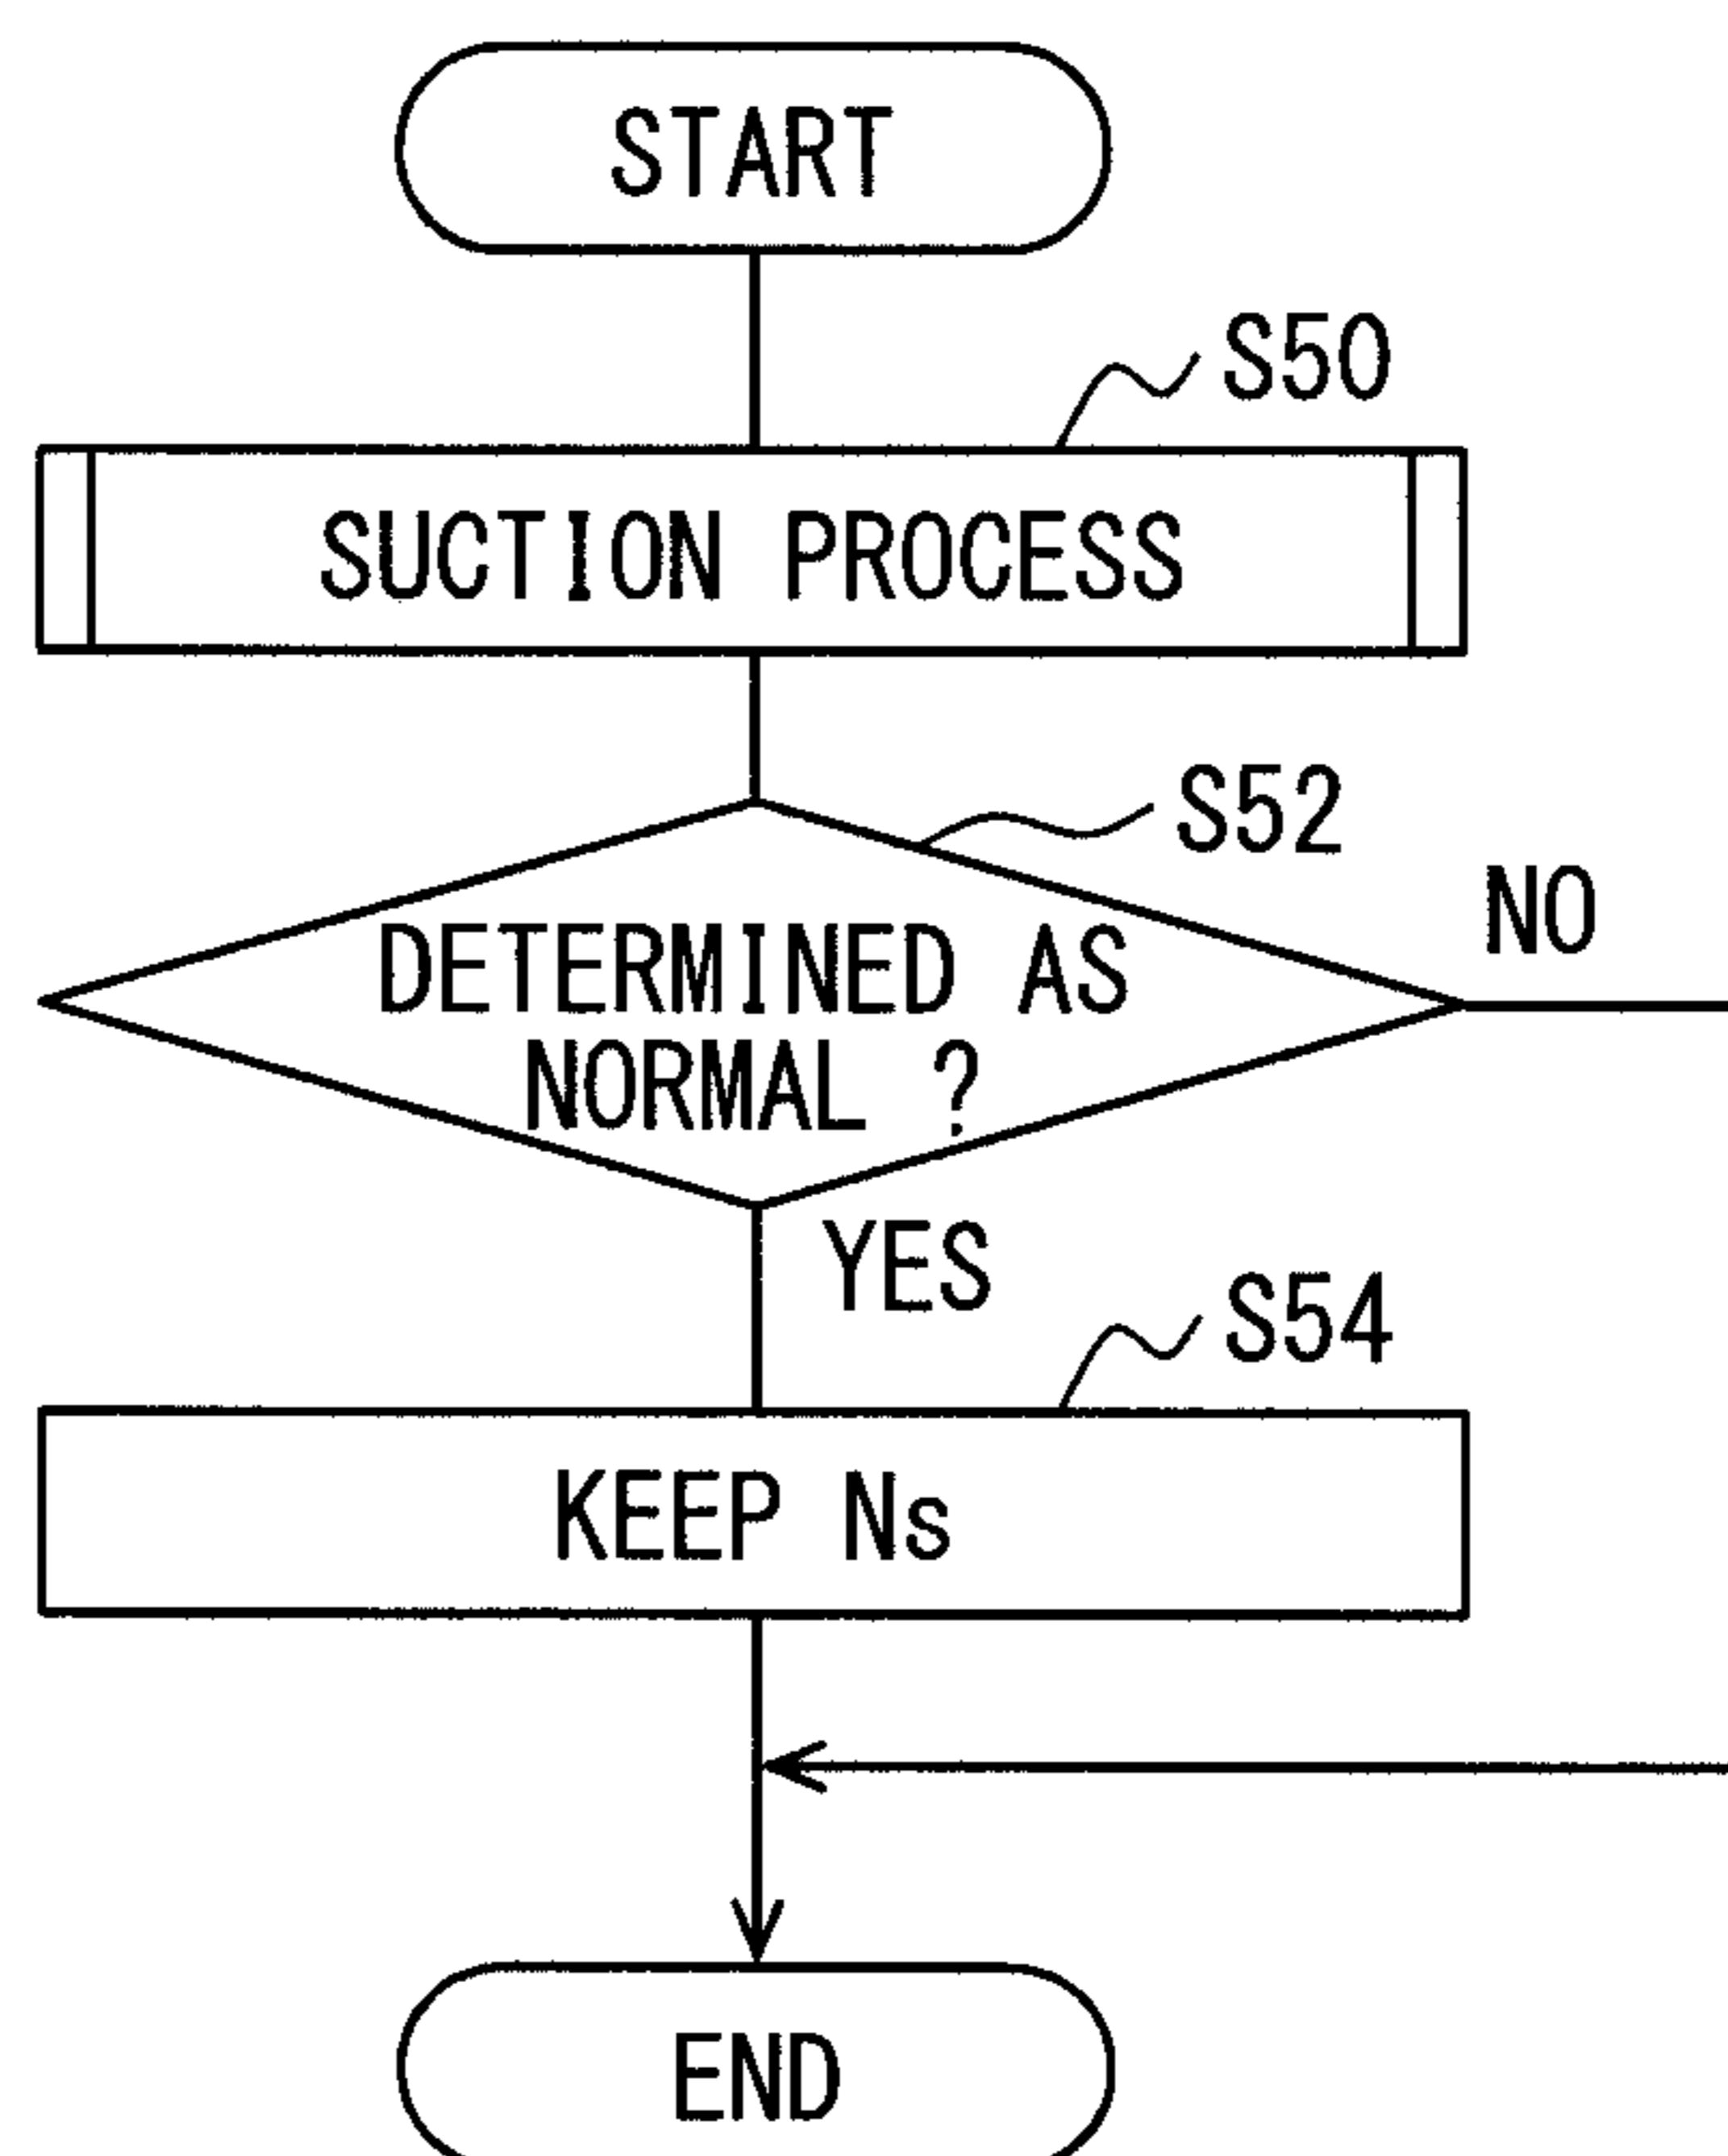 START
S50
SUCTION PROCESS
S52
NO
DETERMINED AS
NORMAL ?
YES
S54
KEEP Ns
END